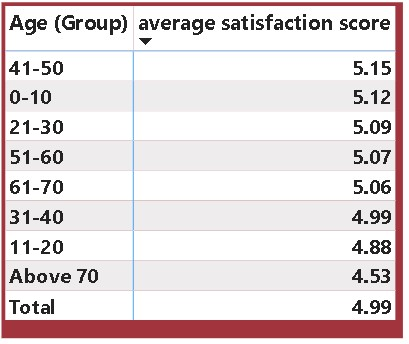 Age (Group) average satisfaction score
41-50 5.15
0-10 5.12
21-30 5.09
51-60 5.07
61-70 5.06
31-40 4.99
11-20 4.88
Above 70 4.53
Total 4.99